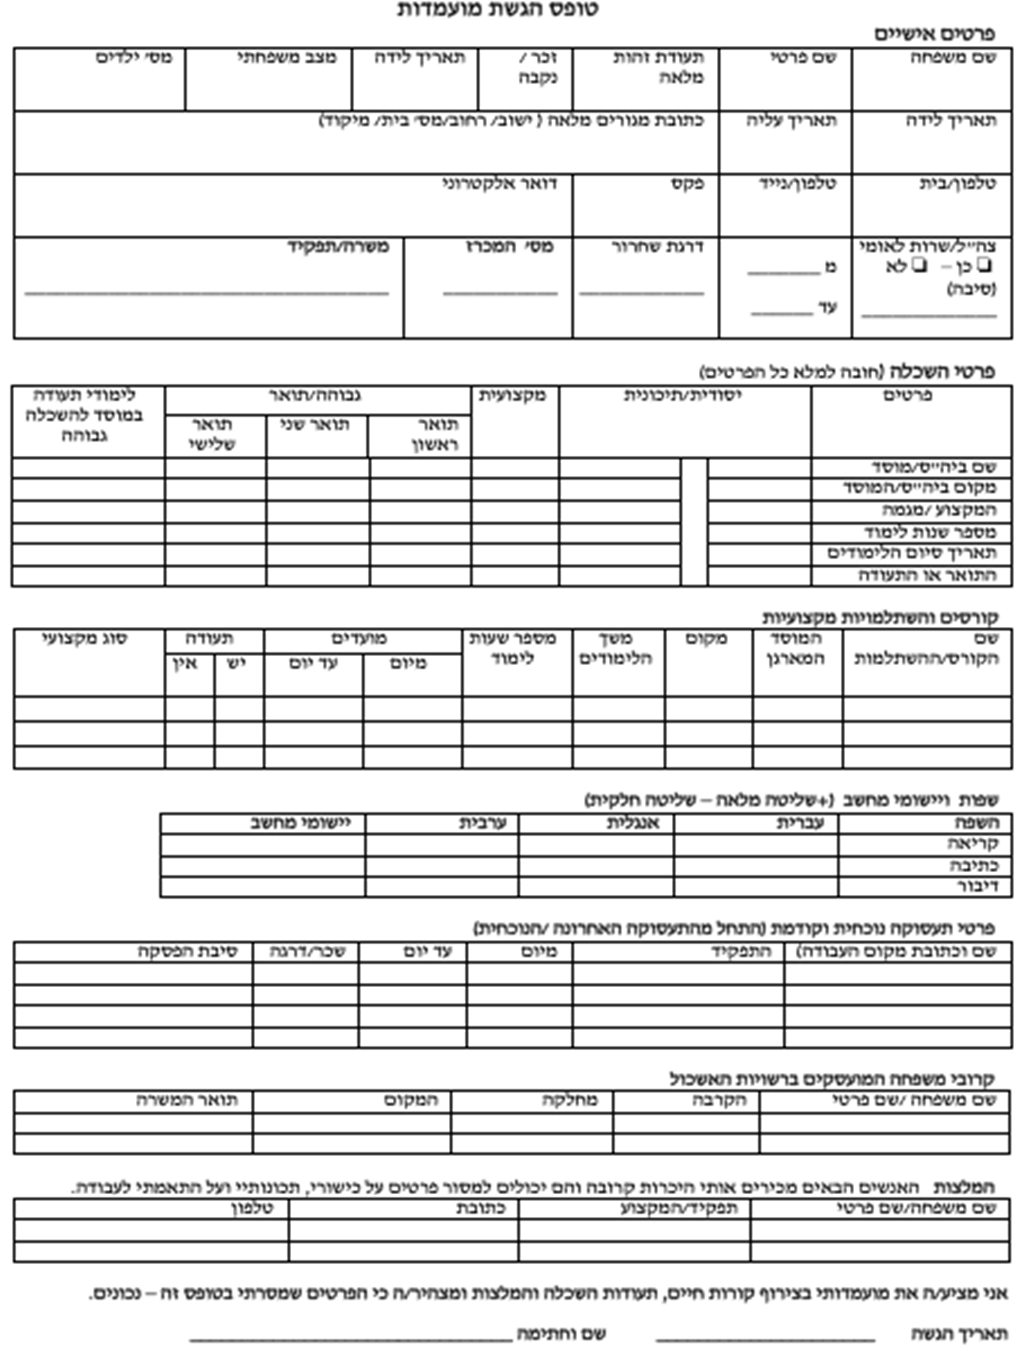 טופס הגשת מועמדות
פרטים אישיים
שם משפחה שם פרטי תעודת זהות זכר / תאריך לידה מצב משפחתי מס׳ ילדים
מלאה נקבה
תאריך לידה תאריך עליה כתובת מגורים מלאה ( ישוב/ רחוב/מס׳ בית/ מיקוד)
טלפון/בית טלפון/נייד פקס דואר אלקטרוני
צה״ל/שרות לאומי דרגת שחרור מס׳ המכרז משרה/תפקיד
❑ כן – ❑ לא מ ________
(סיבה) ______________ ____________ ____________________________________
______________ עד _______
פרטי השכלה (חובה למלא כל הפרטים)
פרטים יסודית/תיכונית מקצועית גבוהה/תואר לימודי תעודה
במוסד להשכלה
גבוהה
תואר תואר שני תואר
ראשון שלישי
שם ביה״ס/מוסד
מקום ביה״ס/המוסד
המקצוע /מגמה
מספר שנות לימוד
תאריך סיום הלימודים
התואר או התעודה
קורסים והשתלמויות מקצועיות
שם המוסד מקום משך מספר שעות מועדים תעודה סוג מקצועי
הקורס/ההשתלמות המארגן הלימודים לימוד מיום עד יום יש אין
שפות ויישומי מחשב (+שליטה מלאה – שליטה חלקית)
השפה עברית אנגלית ערבית יישומי מחשב
קריאה
כתיבה
דיבור
פרטי תעסוקה נוכחית וקודמת (התחל מהתעסוקה האחרונה /הנוכחית)
שם וכתובת מקום העבודה) התפקיד מיום עד יום שכר/דרגה סיבת הפסקה
קרובי משפחה המועסקים ברשויות האשכול
שם משפחה /שם פרטי הקרבה מחלקה המקום תואר המשרה
המלצות האנשים הבאים מכירים אותי היכרות קרובה והם יכולים למסור פרטים על כישורי, תכונותיי ועל התאמתי לעבודה.
שם משפחה/שם פרטי תפקיד/המקצוע כתובת טלפון
אני מציע/ה את מועמדותי בצירוף קורות חיים, תעודות השכלה והמלצות ומצהיר/ה כי הפרטים שמסרתי בטופס זה – נכונים.
תאריך הגשה ______________________ שם וחתימה ________________________________